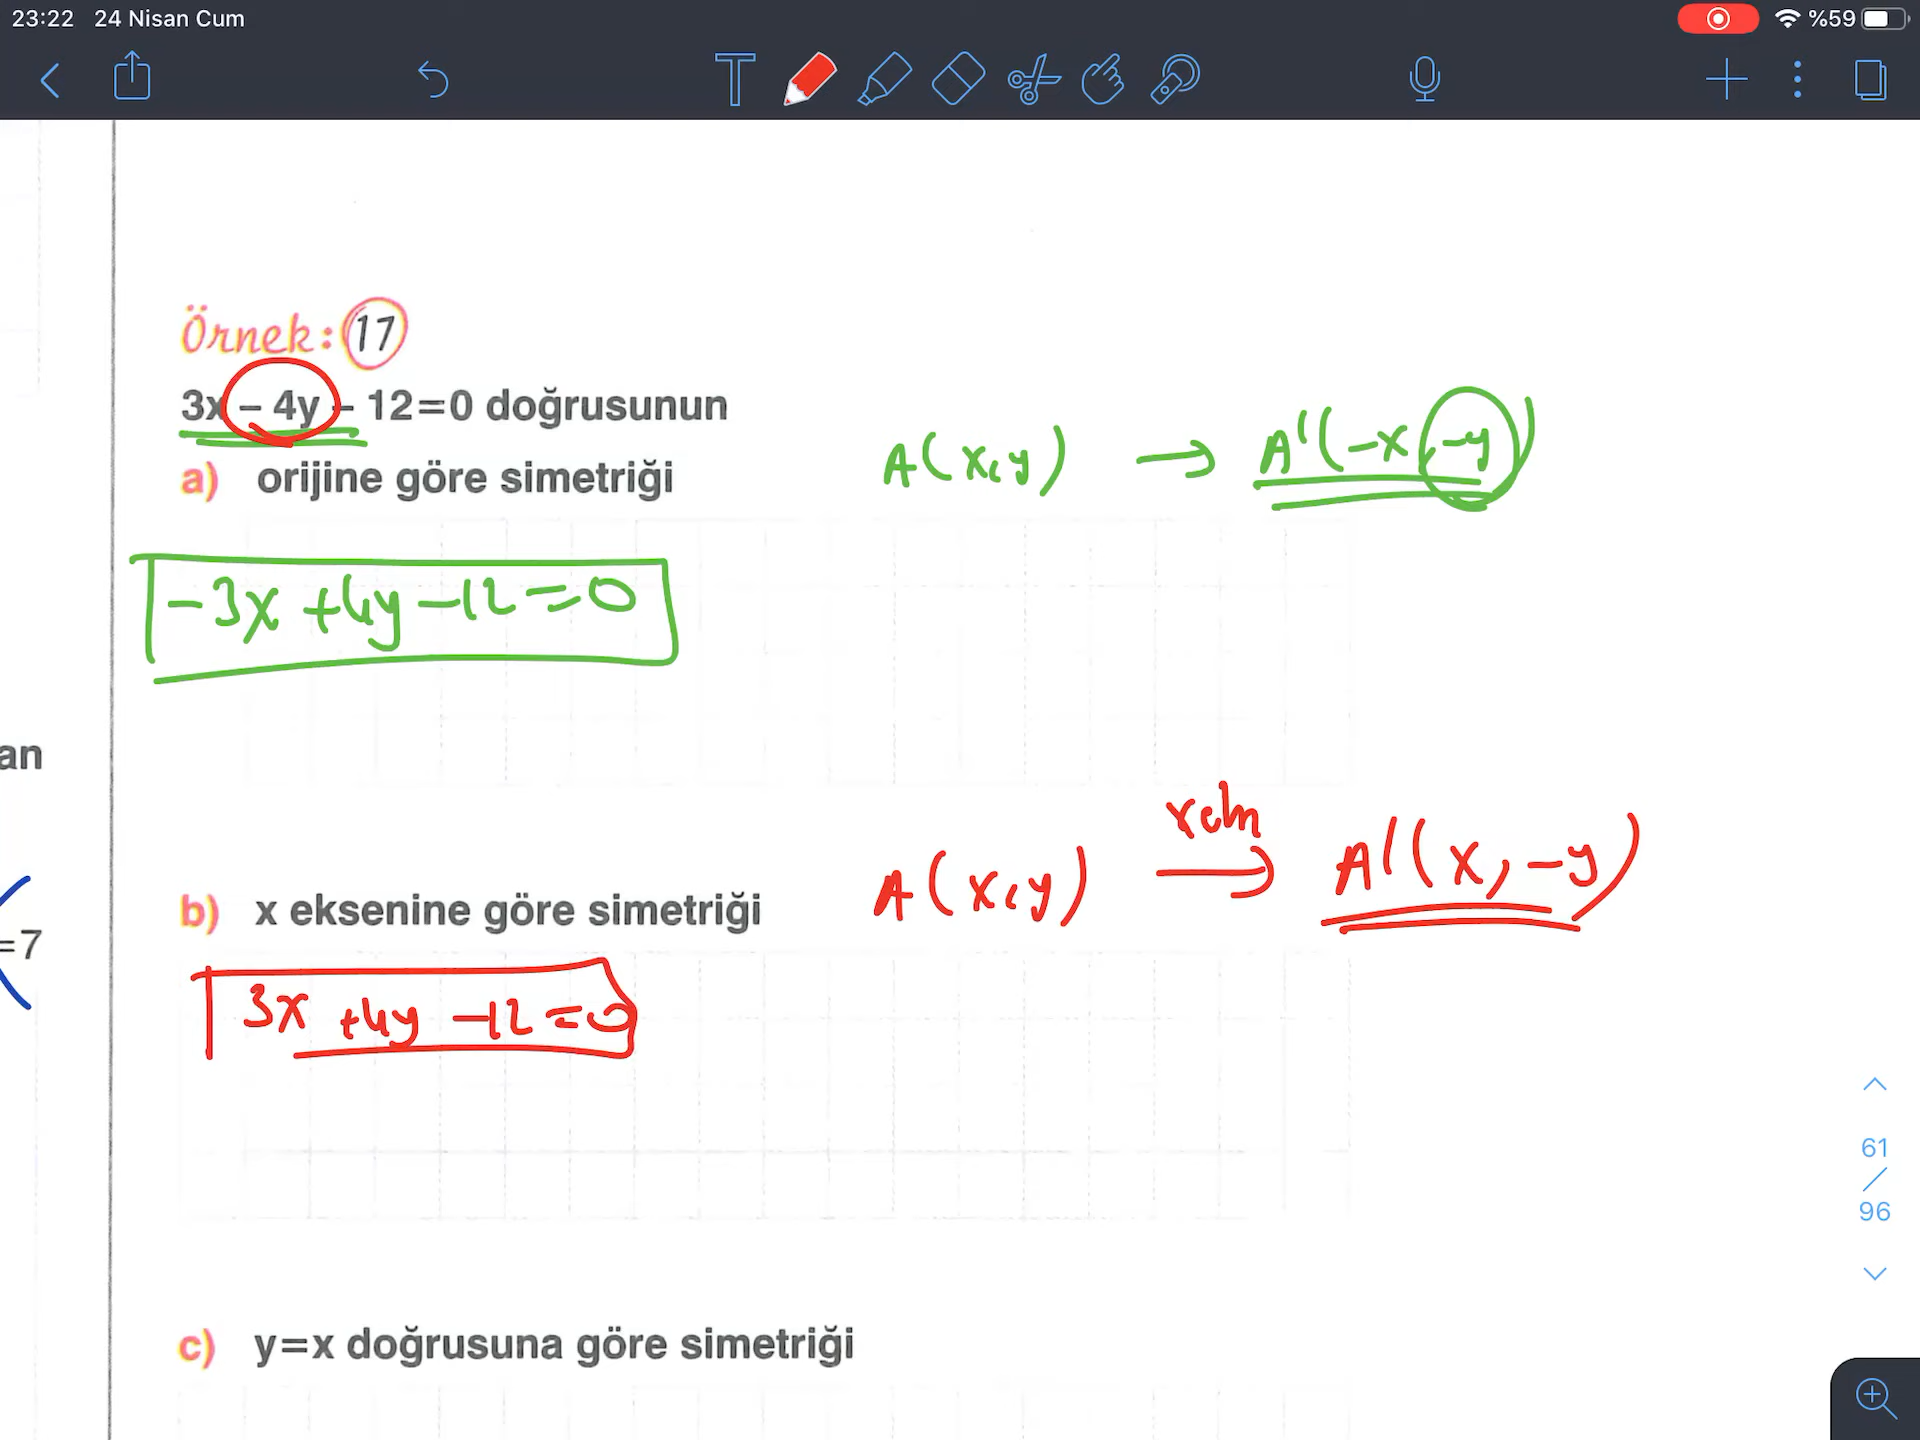 23:22 24 Nisan Cum
%59
Örnek: 17
3x – 4y – 12=0 doğrusunun
A(x,y) → A'(-x,-y)
a) orijine göre simetriği
-3x +4y -12=0
an
A(x,y) → A'(x,-y)
b) x eksenine göre simetriği
=7
3x +4y -12=0
61
/
96
c) y=x doğrusuna göre simetriği